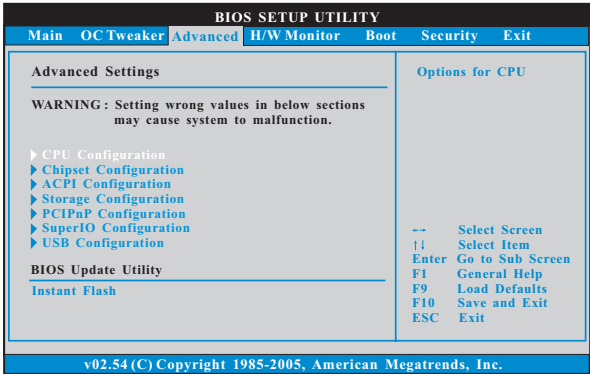 BIOS SETUP UTILITY
Main OC Tweaker Advanced H/W Monitor Boot Security Exit
Advanced Settings
WARNING : Setting wrong values in below sections
may cause system to malfunction.
CPU Configuration
Chipset Configuration
ACPI Configuration
Storage Configuration
PCIPnP Configuration
SuperIO Configuration
USB Configuration
BIOS Update Utility
Instant Flash
Options for CPU
←→ Select Screen
↑↓ Select Item
Enter Go to Sub Screen
F1 General Help
F9 Load Defaults
F10 Save and Exit
ESC Exit
v02.54 (C) Copyright 1985-2005, American Megatrends, Inc.